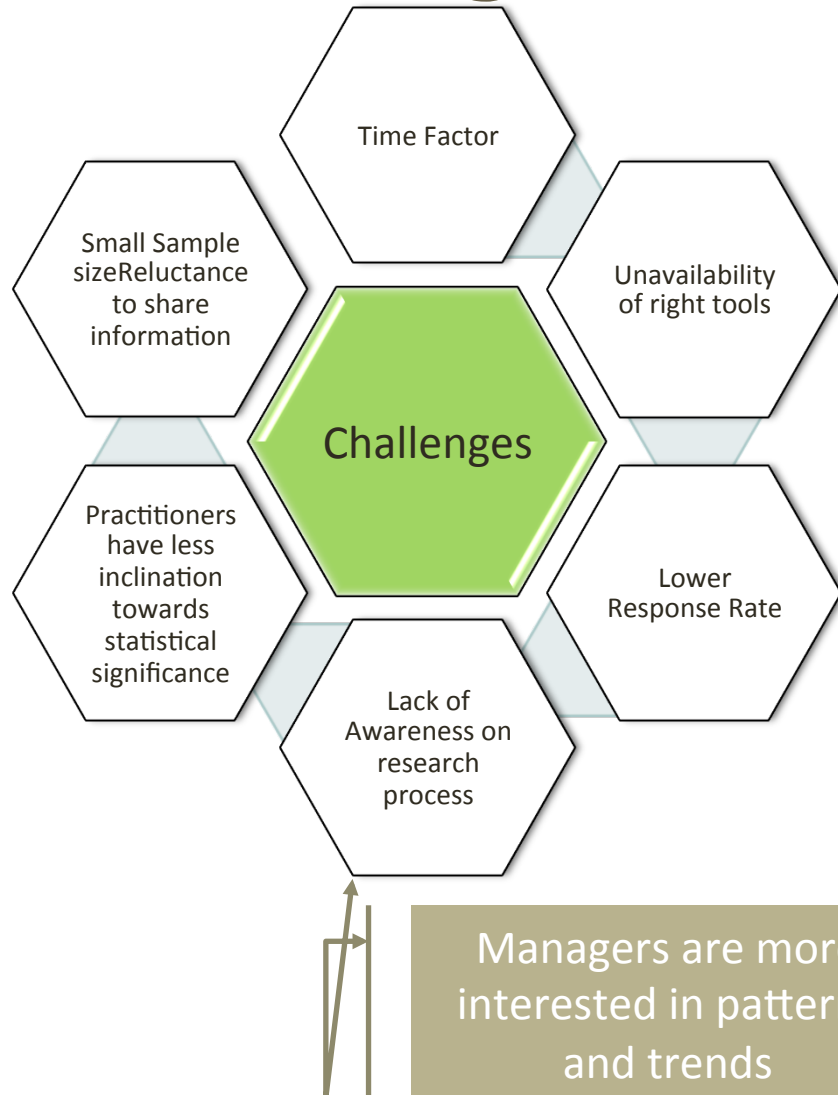 Time Factor
Unavailability
of right tools
Lower
Response Rate
Lack of
Awareness on
research
process
Practitioners
have less
inclination
towards
statistical
significance
Small Sample
sizeReluctance
to share
information
Challenges
Managers are mor
interested in patter
and trends